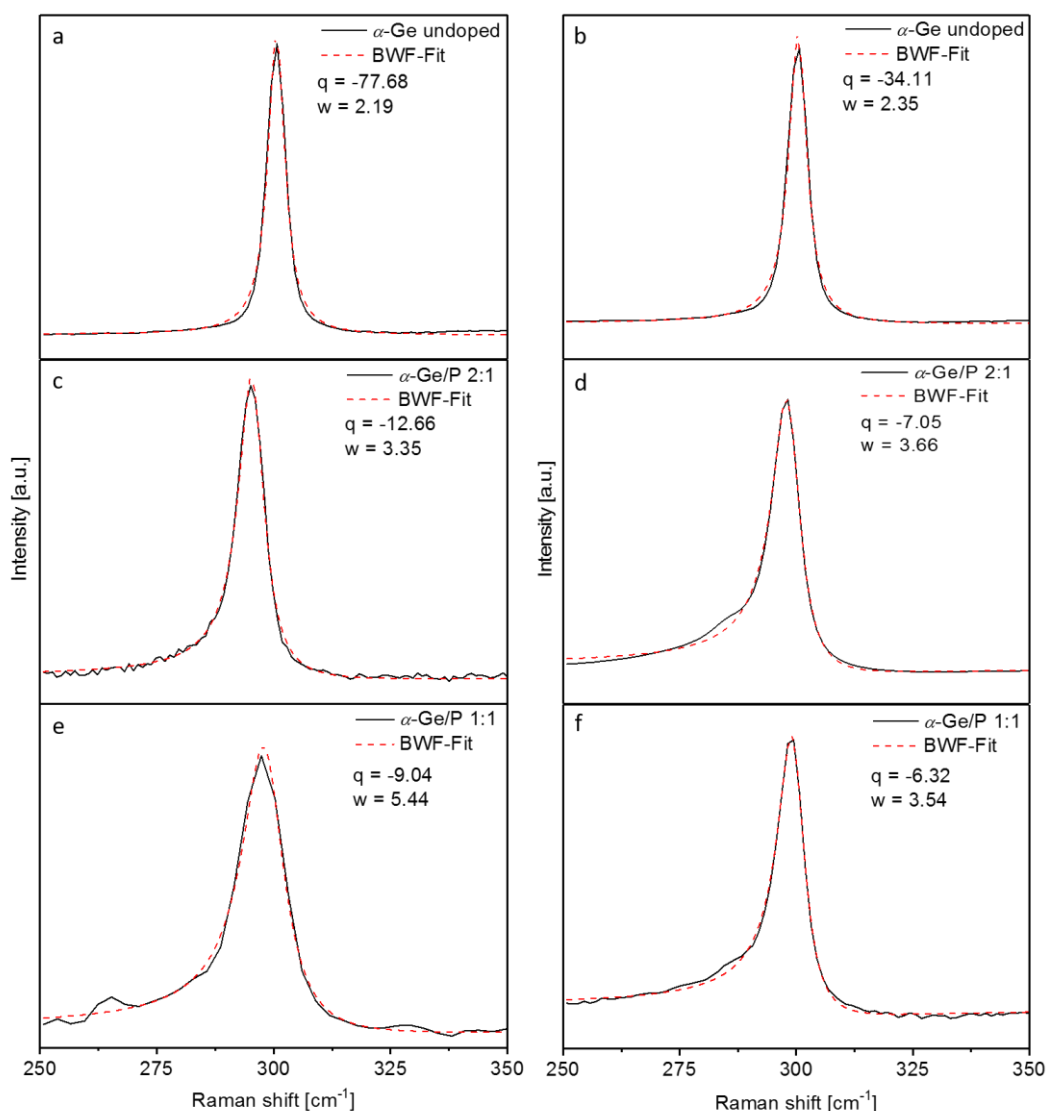 a
α-Ge undoped
BWF-Fit
q = -77.68
w = 2.19
b
α-Ge undoped
BWF-Fit
q = -34.11
w = 2.35
c
α-Ge/P 2:1
BWF-Fit
q = -12.66
w = 3.35
d
α-Ge/P 2:1
BWF-Fit
q = -7.05
w = 3.66
e
α-Ge/P 1:1
BWF-Fit
q = -9.04
w = 5.44
f
α-Ge/P 1:1
BWF-Fit
q = -6.32
w = 3.54
Intensity [a.u.]
Intensity [a.u.]
250 275 300 325 350
250 275 300 325 350
Raman shift [cm⁻¹]
Raman shift [cm⁻¹]